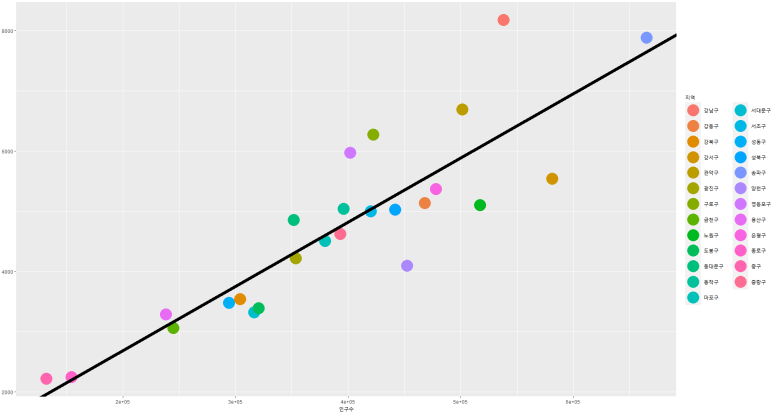 8000
6000
4000
2000
2e+05
3e+05
4e+05
5e+05
6e+05
인구수
지역
강남구
강동구
강북구
강서구
관악구
광진구
구로구
금천구
노원구
도봉구
동대문구
동작구
마포구
서대문구
서초구
성동구
성북구
송파구
양천구
영등포구
용산구
은평구
종로구
중구
중랑구